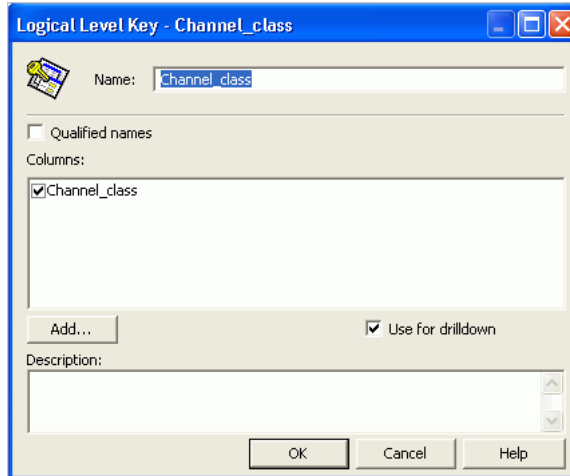 Logical Level Key - Channel_class
Name: Channel_class
Qualified names
Columns:
Channel_class
Add... Use for drilldown
Description:
OK Cancel Help